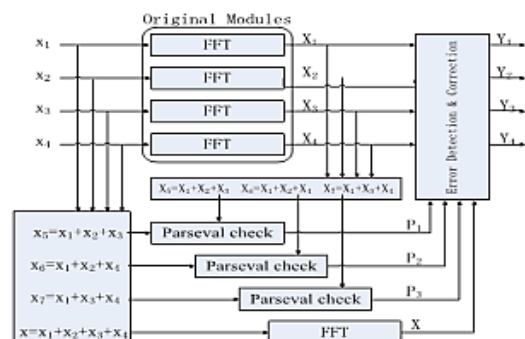 Original Modules
x₁ FFT X₁ Y₁
x₂ FFT X₂ Y₂
x₃ FFT X₃ Y₃
x₄ FFT X₄ Y₄
Error Detection & Correction
X₅=X₁+X₂+X₃ X₆=X₁+X₂+X₄ X₇=X₁+X₃+X₄
x₅=x₁+x₂+x₃ Parseval check P₁
x₆=x₁+x₂+x₄ Parseval check P₂
x₇=x₁+x₃+x₄ Parseval check P₃
x=x₁+x₂+x₃+x₄ FFT X